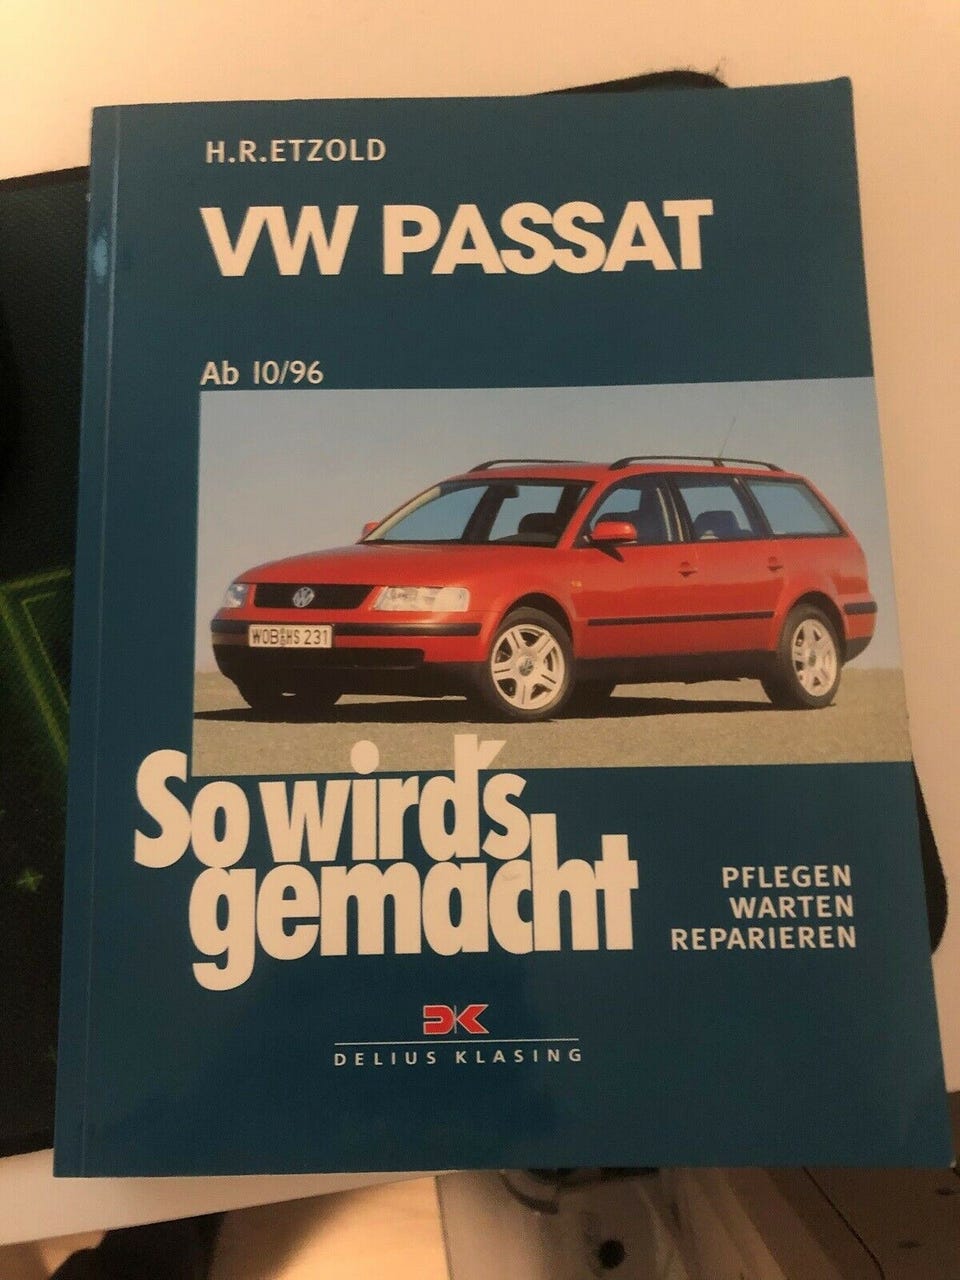 H.R.ETZOLD
VW PASSAT
Ab 10/96
WOB HS 231
So wird's
gemacht
PFLEGEN
WARTEN
REPARIEREN
DK
DELIUS KLASING